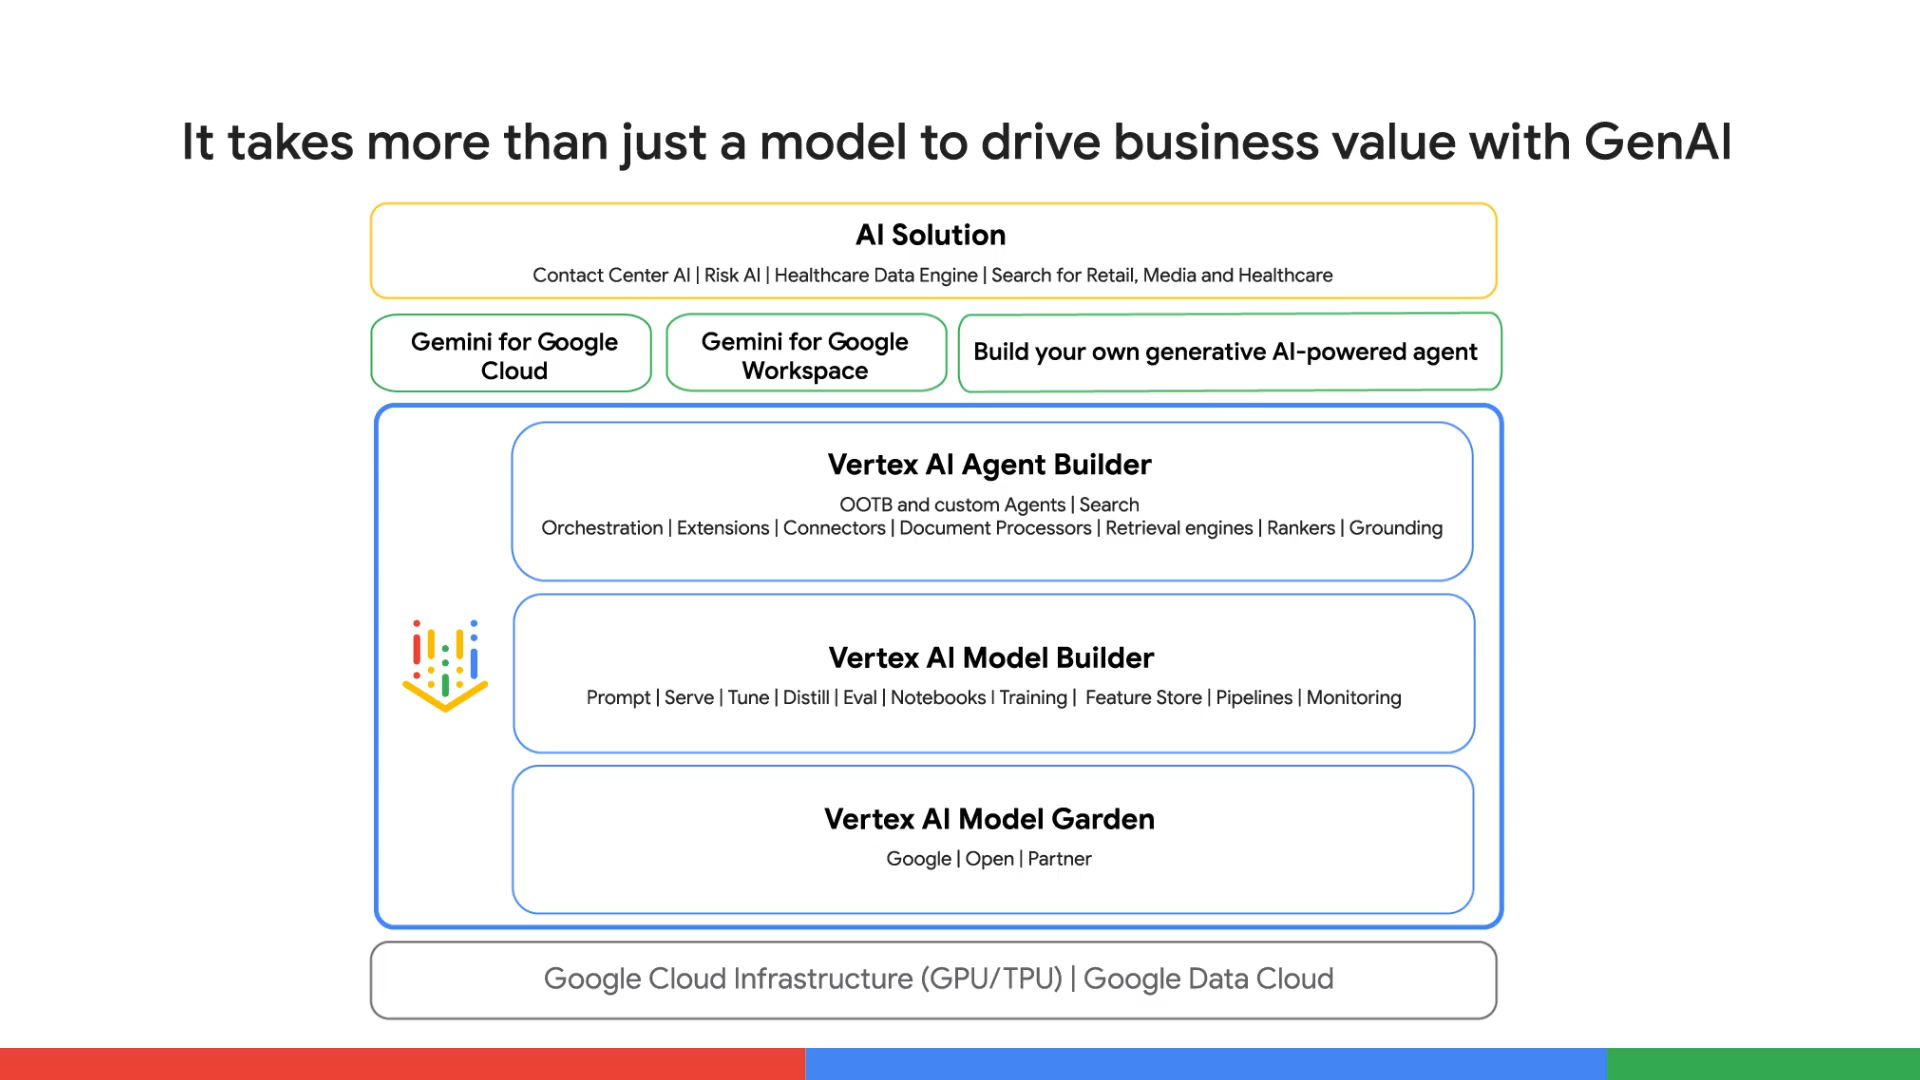 It takes more than just a model to drive business value with GenAI
AI Solution
Contact Center AI | Risk AI | Healthcare Data Engine | Search for Retail, Media and Healthcare
Gemini for Google
Cloud
Gemini for Google
Workspace
Build your own generative AI-powered agent
Vertex AI Agent Builder
OOTB and custom Agents | Search
Orchestration | Extensions | Connectors | Document Processors | Retrieval engines | Rankers | Grounding
Vertex AI Model Builder
Prompt | Serve | Tune | Distill | Eval | Notebooks | Training | Feature Store | Pipelines | Monitoring
Vertex AI Model Garden
Google | Open | Partner
Google Cloud Infrastructure (GPU/TPU) | Google Data Cloud